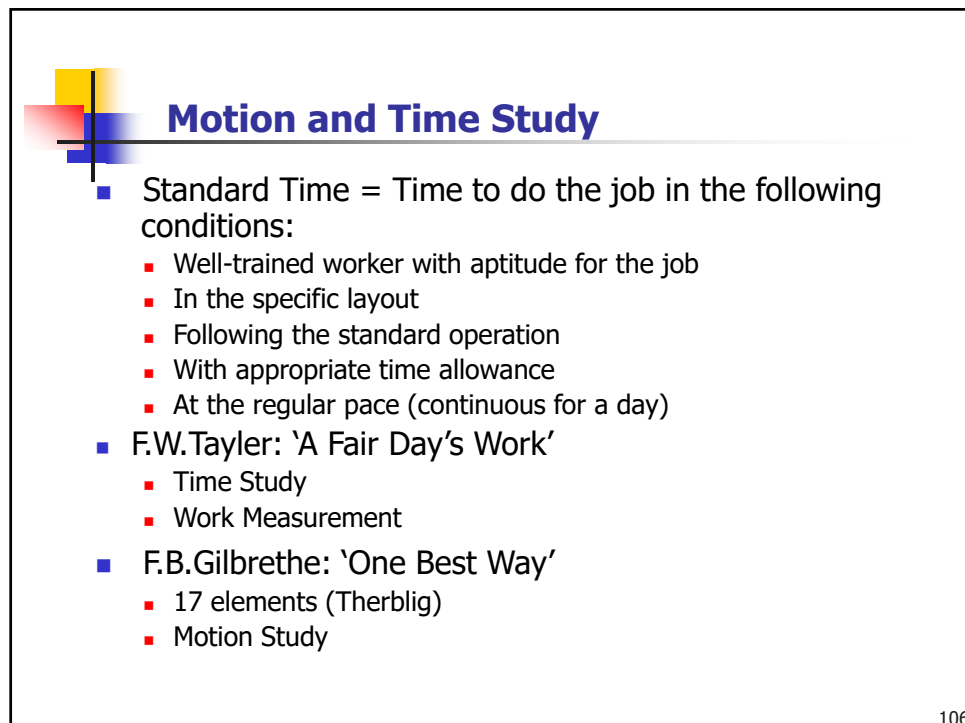 Motion and Time Study
Standard Time = Time to do the job in the following
conditions:
Well-trained worker with aptitude for the job
In the specific layout
Following the standard operation
With appropriate time allowance
At the regular pace (continuous for a day)
F.W.Tayler: ‘A Fair Day’s Work’
Time Study
Work Measurement
F.B.Gilbrethe: ‘One Best Way’
17 elements (Therblig)
Motion Study
106